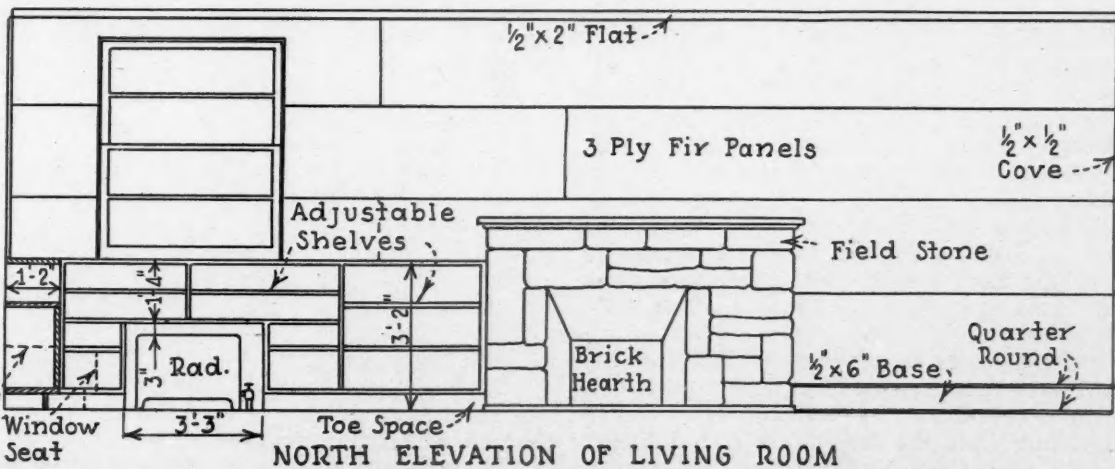 ½"x 2" Flat
3 Ply Fir Panels
½"x ½"
Cove
Adjustable
Shelves
Field Stone
1'-2"
1'-4"
3'-2"
Quarter
Round
½"x 6" Base
Brick
Hearth
Rad.
3"
Window
Seat
3'-3"
Toe Space
NORTH ELEVATION OF LIVING ROOM